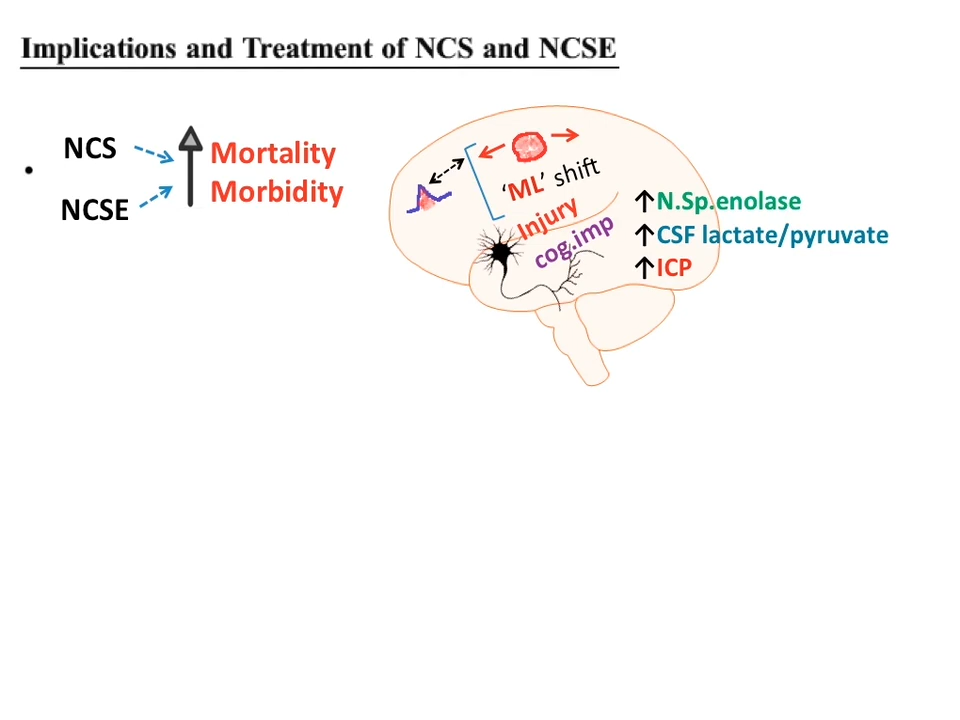 Implications and Treatment of NCS and NCSE
NCS
NCSE
Mortality
Morbidity
‘ML’ shift
Injury
cog.imp
↑N.Sp.enolase
↑CSF lactate/pyruvate
↑ICP